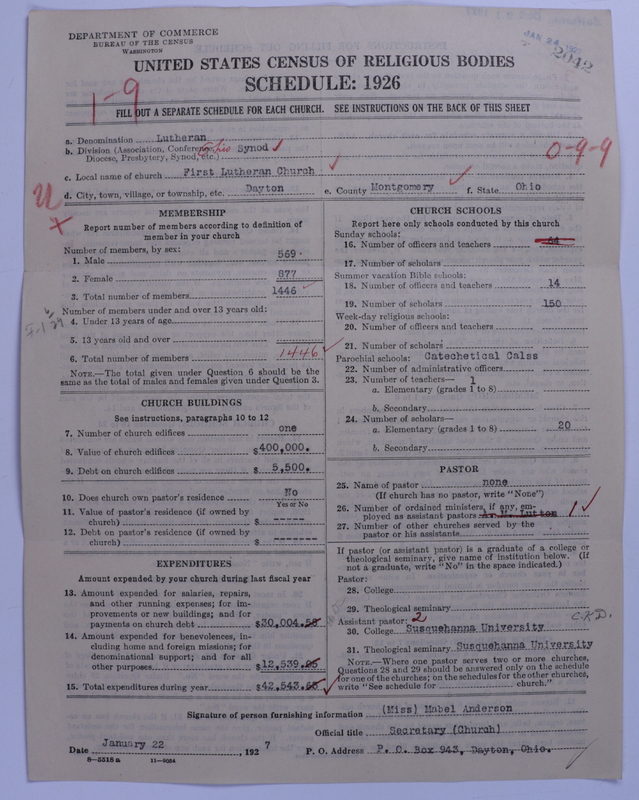 DEPARTMENT OF COMMERCE
BUREAU OF THE CENSUS
WASHINGTON
JAN 24 1927
2042
UNITED STATES CENSUS OF RELIGIOUS BODIES
SCHEDULE: 1926
1-9
FILL OUT A SEPARATE SCHEDULE FOR EACH CHURCH. SEE INSTRUCTIONS ON THE BACK OF THIS SHEET
a. Denomination Lutheran
b. Division (Association, Conference, Synod
Diocese, Presbytery, Synod, etc.)
0-9-9
c. Local name of church First Lutheran Church
d. City, town, village, or township, etc. Dayton e. County Montgomery f. State Ohio
MEMBERSHIP
Report number of members according to definition of
member in your church
Number of members, by sex:
1. Male 569
2. Female 877
3. Total number of members 1446
Number of members under and over 13 years old:
4. Under 13 years of age
5. 13 years old and over
6. Total number of members 1446
NOTE.—The total given under Question 6 should be the
same as the total of males and females given under Question 3.
CHURCH BUILDINGS
See instructions, paragraphs 10 to 12
7. Number of church edifices one
8. Value of church edifices $400,000.
9. Debt on church edifices $ 5,500.
10. Does church own pastor's residence No
Yes or No
11. Value of pastor's residence (if owned by
church) $ -----
12. Debt on pastor's residence (if owned by
church) $ -------
EXPENDITURES
Amount expended by your church during last fiscal year
13. Amount expended for salaries, repairs,
and other running expenses; for im-
provements or new buildings; and for
payments on church debt $30,004.58
14. Amount expended for benevolences, in-
cluding home and foreign missions; for
denominational support; and for all
other purposes $12,539.05
15. Total expenditures during year $42,543.63
CHURCH SCHOOLS
Report here only schools conducted by this church
Sunday schools:
16. Number of officers and teachers 64
17. Number of scholars
Summer vacation Bible schools:
18. Number of officers and teachers 14
19. Number of scholars 150
Week-day religious schools:
20. Number of officers and teachers
21. Number of scholars
Parochial schools: Catechetical Calss
22. Number of administrative officers
23. Number of teachers— 1
a. Elementary (grades 1 to 8)
b. Secondary
24. Number of scholars—
a. Elementary (grades 1 to 8) 20
b. Secondary
PASTOR
25. Name of pastor none
(If church has no pastor, write "None")
26. Number of ordained ministers, if any, em-
ployed as assistant pastors 1
27. Number of other churches served by the
pastor or his assistants
If pastor (or assistant pastor) is a graduate of a college or
theological seminary, give name of institution below. (If
not a graduate, write "No" in the space indicated.)
Pastor:
28. College
29. Theological seminary
Assistant pastor: 2
30. College Susquehanna University
31. Theological seminary Susquehanna University
NOTE.—Where one pastor serves two or more churches,
Questions 28 and 29 should be answered only on the schedule
for one of the churches; on the schedules for the other churches,
write "See schedule for church."
Signature of person furnishing information (Miss) Mabel Anderson
Official title Secretary (Church)
Date January 22, 1927 P. O. Address P. O. Box 943, Dayton, Ohio.
8-5518a 11-9054